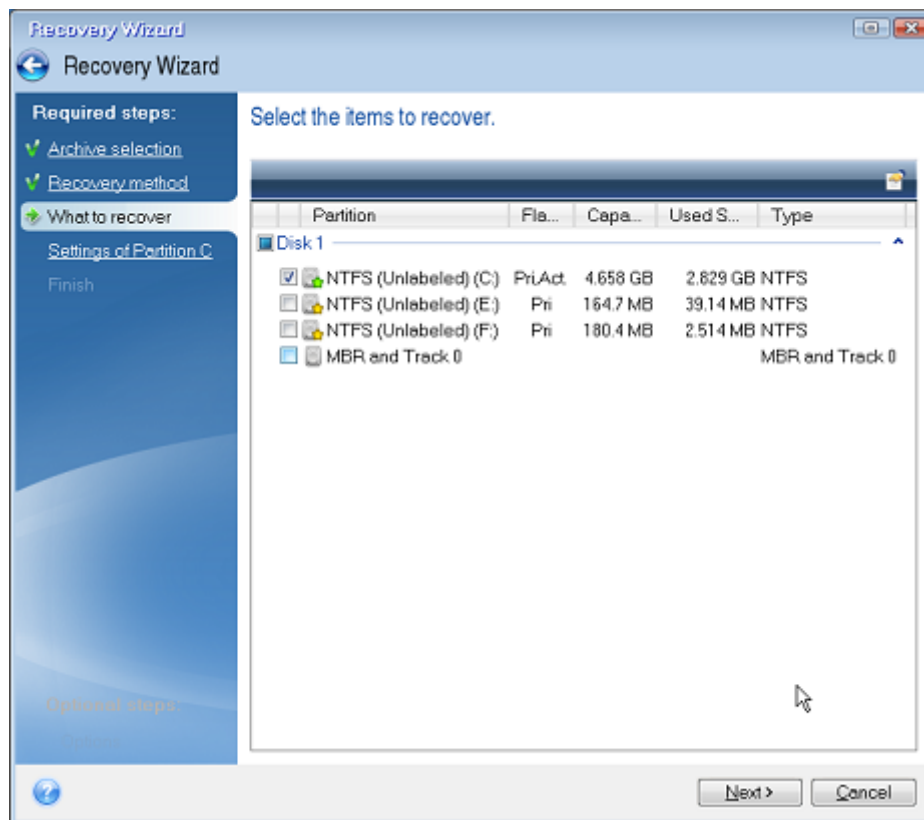 Recovery Wizard
Recovery Wizard
Required steps:
Archive selection
Recovery method
What to recover
Settings of Partition C
Finish
Optional steps:
Options
Select the items to recover.
Partition Fla... Capa... Used S... Type
Disk 1
NTFS (Unlabeled) (C:) Pri,Act. 4.658 GB 2.829 GB NTFS
NTFS (Unlabeled) (E:) Pri 164.7 MB 39.14 MB NTFS
NTFS (Unlabeled) (F:) Pri 180.4 MB 2.514 MB NTFS
MBR and Track 0 MBR and Track 0
Next >
Cancel